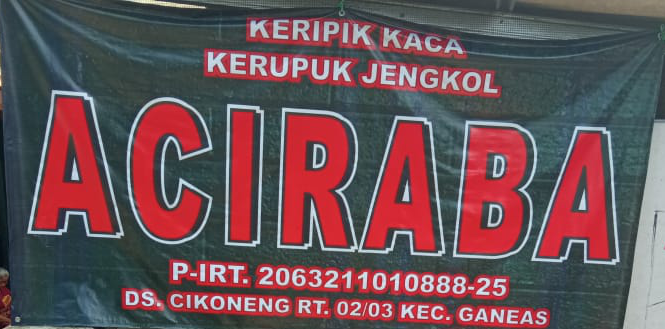 KERIPIK KACA
KERUPUK JENGKOL
ACIRABA
P-IRT. 2063211010888-25
DS. CIKONENG RT. 02/03 KEC. GANEAS